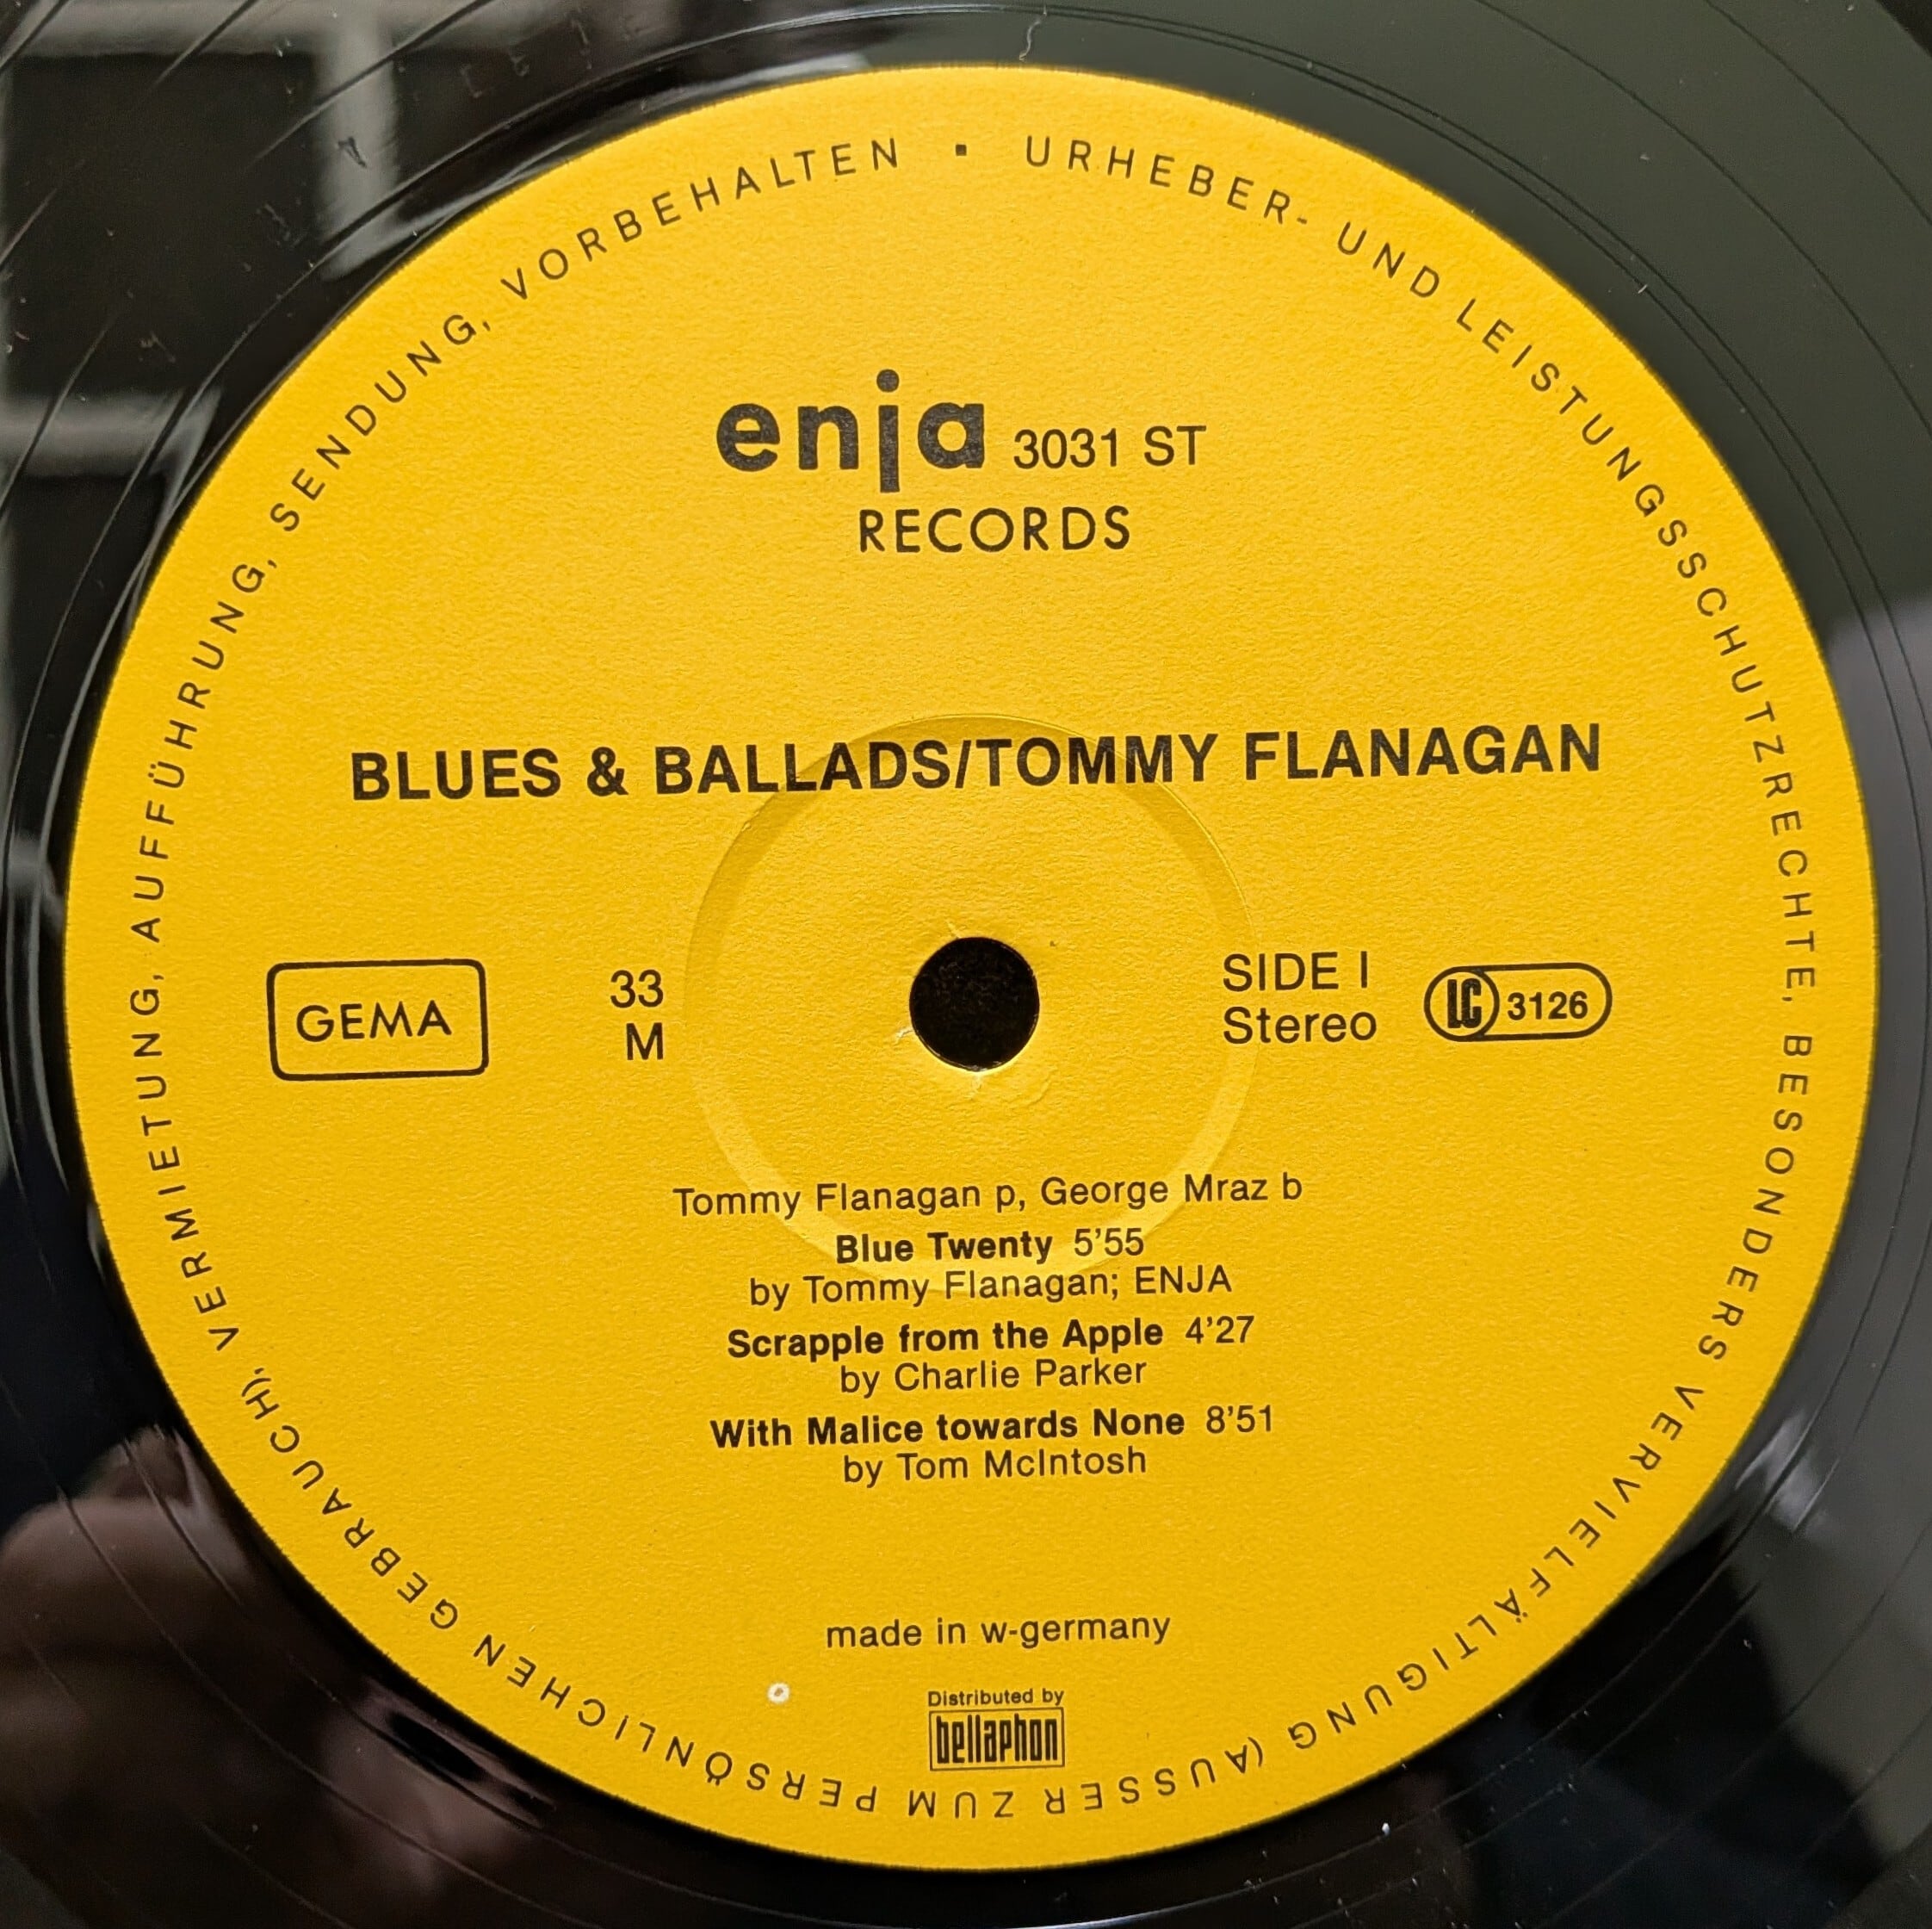 URHEBER- UND LEISTUNGSSCHUTZRECHTE, BESONDERS VERVIELFÄLTIGUNG (AUSSER ZUM PERSÖNLICHEN GEBRAUCH), VERMIETUNG, AUFFÜHRUNG, SENDUNG, VORBEHALTEN ▪
enja 3031 ST
RECORDS
BLUES & BALLADS/TOMMY FLANAGAN
GEMA
33
M
SIDE I
Stereo
LC 3126
Tommy Flanagan p, George Mraz b
Blue Twenty 5'55
by Tommy Flanagan; ENJA
Scrapple from the Apple 4'27
by Charlie Parker
With Malice towards None 8'51
by Tom McIntosh
made in w-germany
Distributed by
bellaphon